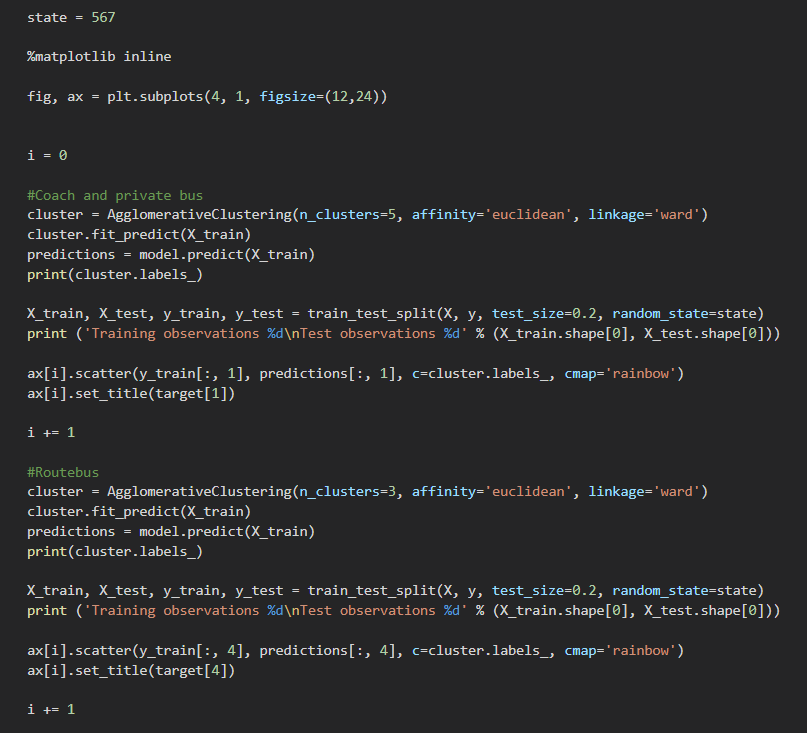 state = 567
%matplotlib inline
fig, ax = plt.subplots(4, 1, figsize=(12,24))
i = 0
#Coach and private bus
cluster = AgglomerativeClustering(n_clusters=5, affinity='euclidean', linkage='ward')
cluster.fit_predict(X_train)
predictions = model.predict(X_train)
print(cluster.labels_)
X_train, X_test, y_train, y_test = train_test_split(X, y, test_size=0.2, random_state=state)
print ('Training observations %d\nTest observations %d' % (X_train.shape[0], X_test.shape[0]))
ax[i].scatter(y_train[:, 1], predictions[:, 1], c=cluster.labels_, cmap='rainbow')
ax[i].set_title(target[1])
i += 1
#Routebus
cluster = AgglomerativeClustering(n_clusters=3, affinity='euclidean', linkage='ward')
cluster.fit_predict(X_train)
predictions = model.predict(X_train)
print(cluster.labels_)
X_train, X_test, y_train, y_test = train_test_split(X, y, test_size=0.2, random_state=state)
print ('Training observations %d\nTest observations %d' % (X_train.shape[0], X_test.shape[0]))
ax[i].scatter(y_train[:, 4], predictions[:, 4], c=cluster.labels_, cmap='rainbow')
ax[i].set_title(target[4])
i += 1